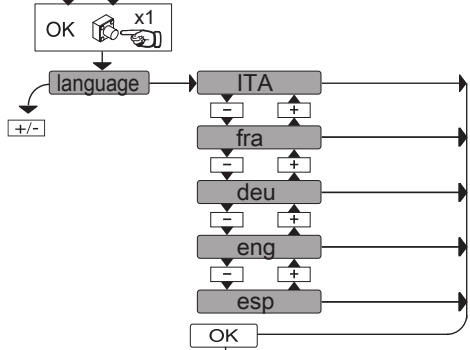 OK x1
language ITA
- +
+/-
fra
- +
deu
- +
eng
- +
esp
OK